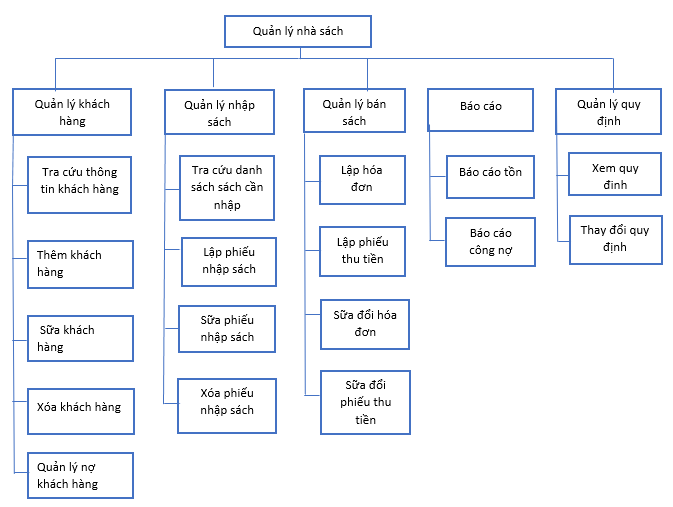 Quản lý nhà sách
Quản lý khách
hàng
Quản lý nhập
sách
Quản lý bán
sách
Báo cáo
Quản lý quy
định
Tra cứu thông
tin khách hàng
Thêm khách
hàng
Sữa khách
hàng
Xóa khách hàng
Quản lý nợ
khách hàng
Tra cứu danh
sách sách cần
nhập
Lập phiếu
nhập sách
Sữa phiếu
nhập sách
Xóa phiếu
nhập sách
Lập hóa
đơn
Lập phiếu
thu tiền
Sữa đổi hóa
đơn
Sữa đổi
phiếu thu
tiền
Báo cáo tồn
Báo cáo
công nợ
Xem quy
đinh
Thay đổi quy
định